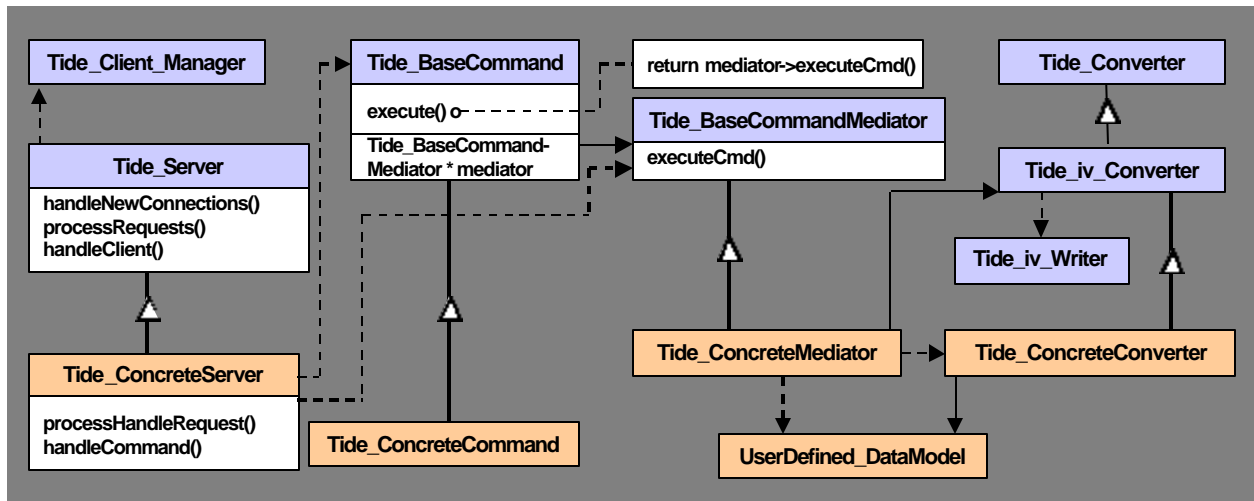 Tide_Client_Manager
Tide_Server
handleNewConnections()
processRequests()
handleClient()
Tide_ConcreteServer
processHandleRequest()
handleCommand()
Tide_BaseCommand
execute()
Tide_BaseCommand-
Mediator * mediator
Tide_ConcreteCommand
return mediator->executeCmd()
Tide_BaseCommandMediator
executeCmd()
Tide_ConcreteMediator
Tide_Converter
Tide_iv_Converter
Tide_iv_Writer
Tide_ConcreteConverter
UserDefined_DataModel